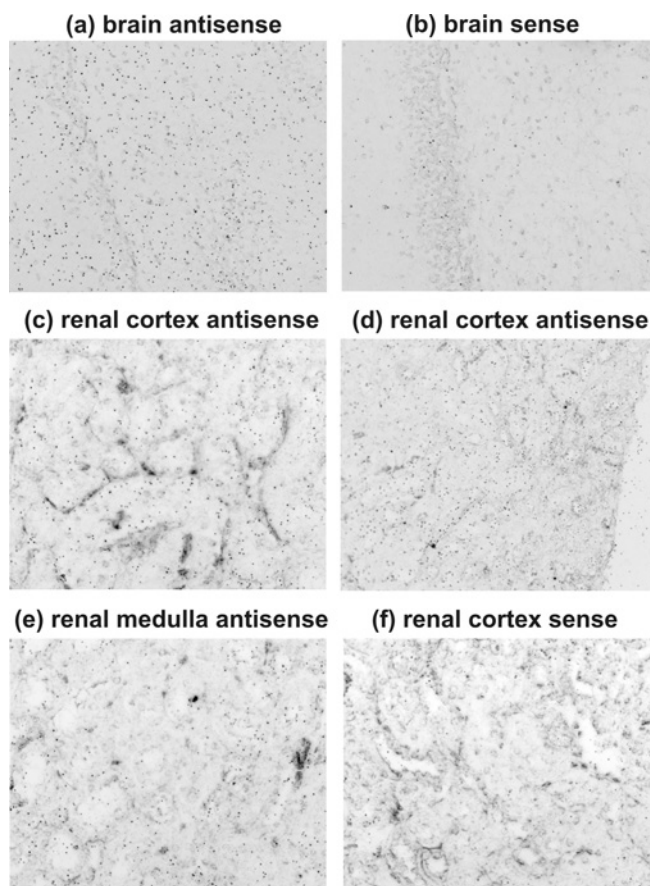 (a) brain antisense
(b) brain sense
(c) renal cortex antisense
(d) renal cortex antisense
(e) renal medulla antisense
(f) renal cortex sense